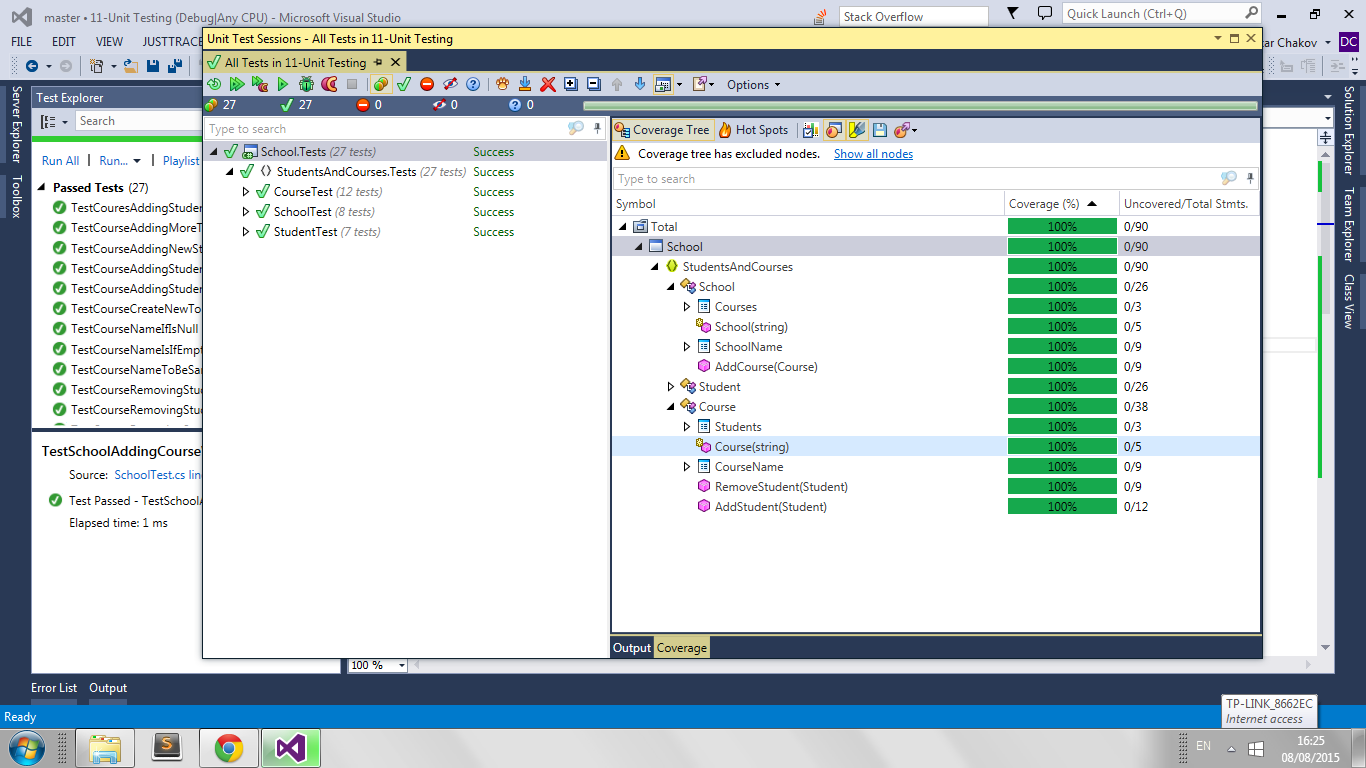 master • 11-Unit Testing (Debug|Any CPU) - Microsoft Visual Studio
Stack Overflow
Quick Launch (Ctrl+Q)
FILE EDIT VIEW JUSTTRACE
Chakov DC
Unit Test Sessions - All Tests in 11-Unit Testing
All Tests in 11-Unit Testing
Options
27 27 0 0 0
Server Explorer
Toolbox
Test Explorer
Search
Run All | Run... | Playlist
Passed Tests (27)
TestCouresAddingStuder
TestCourseAddingMoreT
TestCourseAddingNewSt
TestCourseAddingStuder
TestCourseAddingStuder
TestCourseCreateNewTo
TestCourseNameIfIsNull
TestCourseNameIsIfEmpt
TestCourseNameToBeSa
TestCourseRemovingStu
TestCourseRemovingStu
TestSchoolAddingCourse
Source: SchoolTest.cs line
Test Passed - TestSchoolA
Elapsed time: 1 ms
Type to search
School.Tests (27 tests) Success
StudentsAndCourses.Tests (27 tests) Success
CourseTest (12 tests) Success
SchoolTest (8 tests) Success
StudentTest (7 tests) Success
Coverage Tree Hot Spots
Coverage tree has excluded nodes. Show all nodes
Type to search
Symbol Coverage (%) Uncovered/Total Stmts.
Total 100% 0/90
School 100% 0/90
StudentsAndCourses 100% 0/90
School 100% 0/26
Courses 100% 0/3
School(string) 100% 0/5
SchoolName 100% 0/9
AddCourse(Course) 100% 0/9
Student 100% 0/26
Course 100% 0/38
Students 100% 0/3
Course(string) 100% 0/5
CourseName 100% 0/9
RemoveStudent(Student) 100% 0/9
AddStudent(Student) 100% 0/12
Output Coverage
Solution Explorer
Team Explorer
Class View
100 %
Error List Output
Ready
TP-LINK_8662EC
Internet access
EN
16:25
08/08/2015